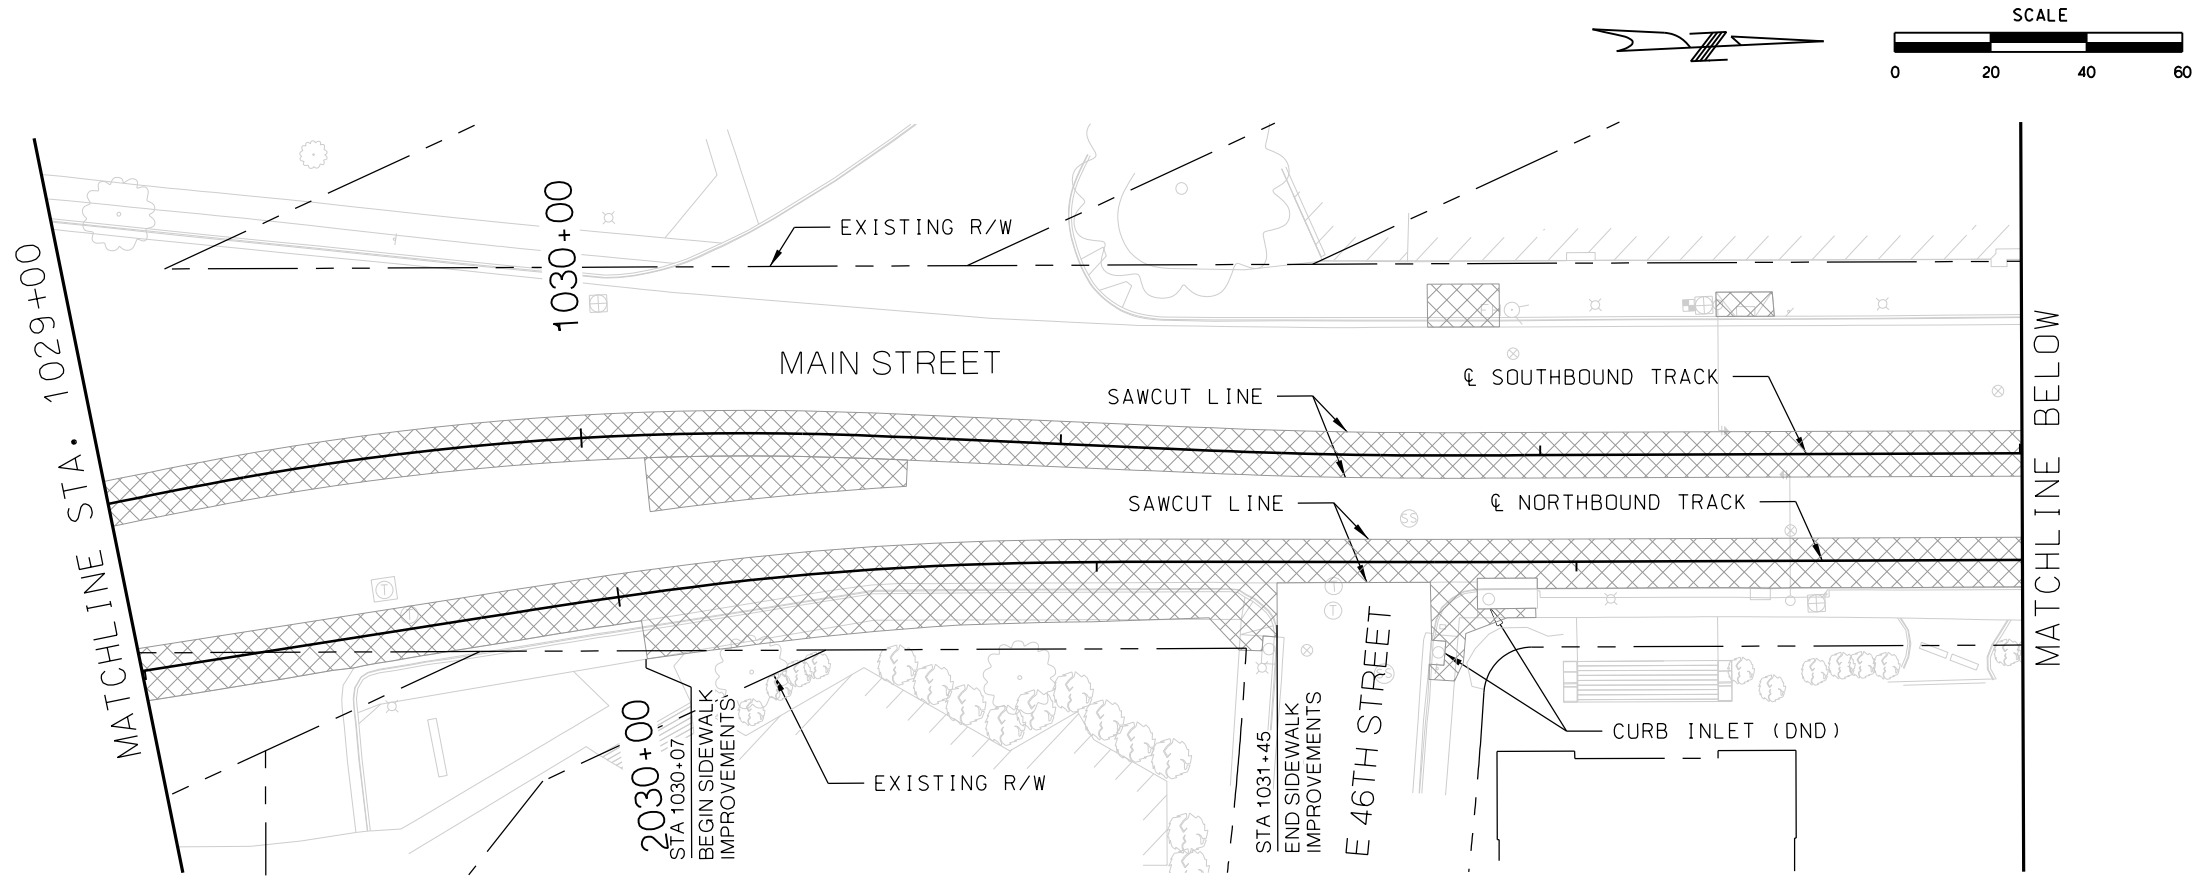 SCALE
0 20 40 60
EXISTING R/W
1030+00
MATCHLINE STA. 1029+00
MAIN STREET
℄ SOUTHBOUND TRACK
SAWCUT LINE
MATCHLINE BELOW
SAWCUT LINE
℄ NORTHBOUND TRACK
SS
T
T
T
CURB INLET (DND)
EXISTING R/W
2030+00
STA 1030+07
BEGIN SIDEWALK
IMPROVEMENTS
STA 1031+45
END SIDEWALK
IMPROVEMENTS
E 46TH STREET